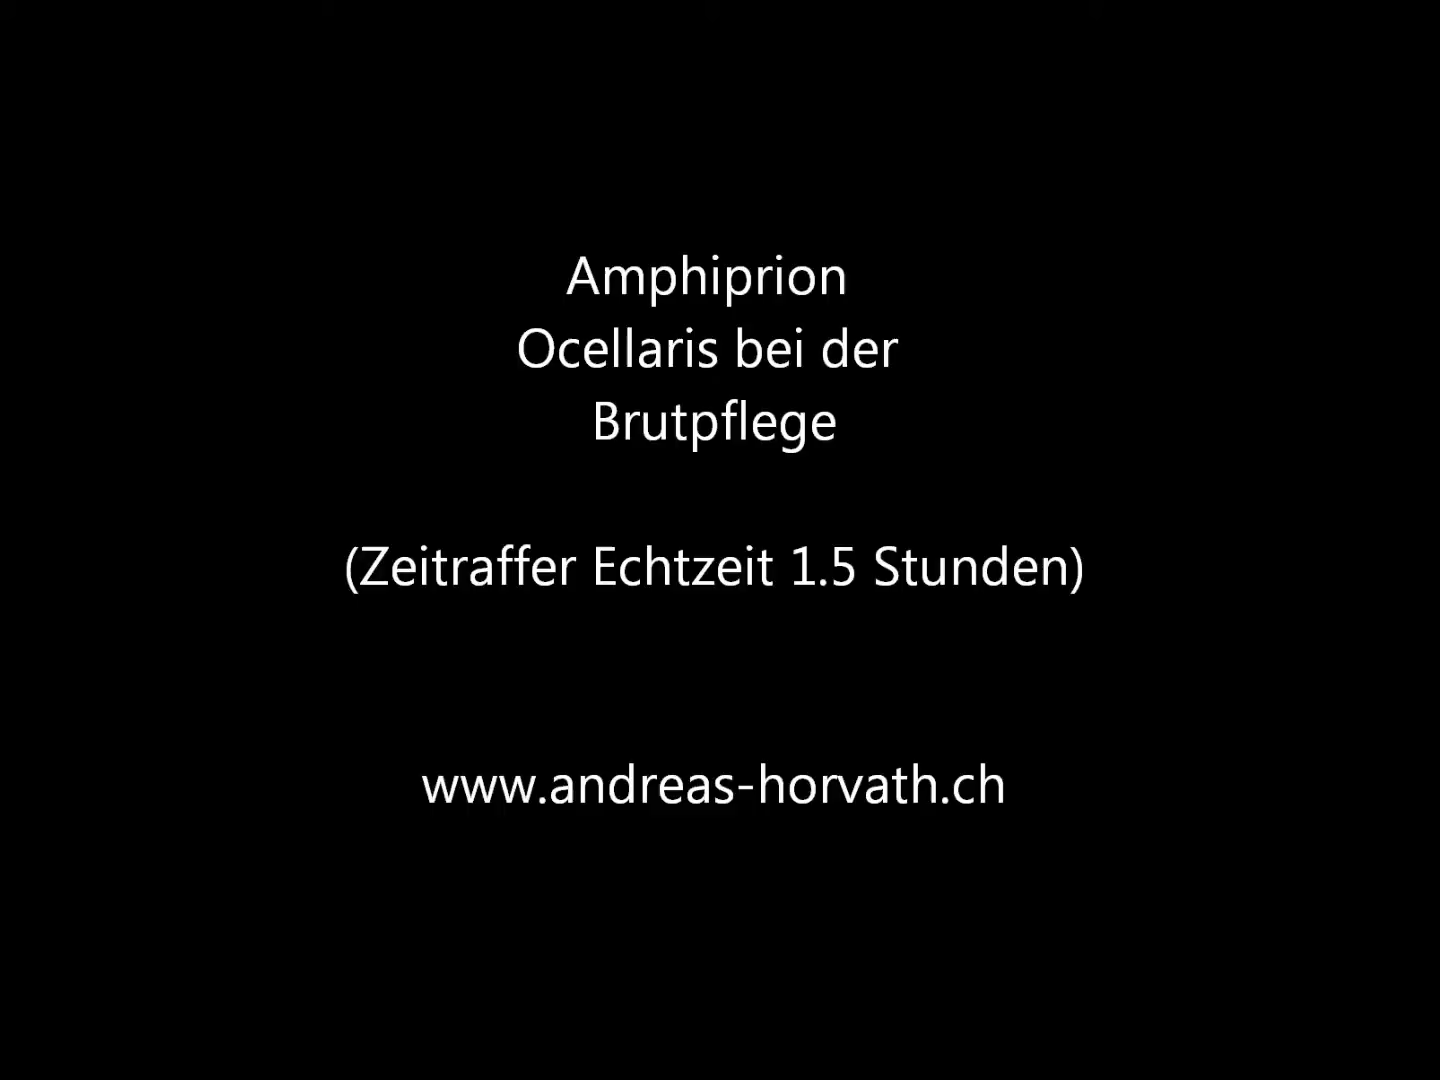 Amphiprion
Ocellaris bei der
Brutpflege
(Zeitraffer Echtzeit 1.5 Stunden)
www.andreas-horvath.ch